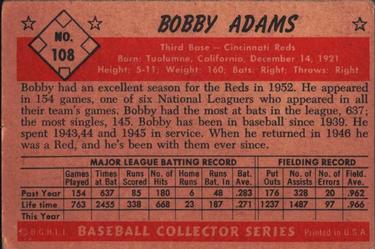 NO. 108
BOBBY ADAMS
Third Base — Cincinnati Reds
Born: Tuolumne, California, December 14, 1921
Height: 5-11; Weight: 160; Bats: Right; Throws: Right
Bobby had an excellent season for the Reds in 1952. He appeared
in 154 games, one of six National Leaguers who appeared in all
their team's games. Bobby had the most at bats in the league, 637;
the most singles, 145. Bobby has been in baseball since 1939. He
spent 1943,44 and 1945 in service. When he returned in 1946 he
was a Red, and he's been with them ever since.
MAJOR LEAGUE BATTING RECORD FIELDING RECORD
Games Played Times at Bat Runs Scored No. of Hits Home Runs Runs Bat. In Bat. Ave. Put Outs No. of Assists No. of Errors Field. Ave.
Past Year 154 637 85 180 6 48 .283 176 328 20 .962
Life time 763 2455 338 668 23 187 .271 1237 1487 97 .966
This Year
© B.G.H.L.I. BASEBALL COLLECTOR SERIES Printed in U.S.A.